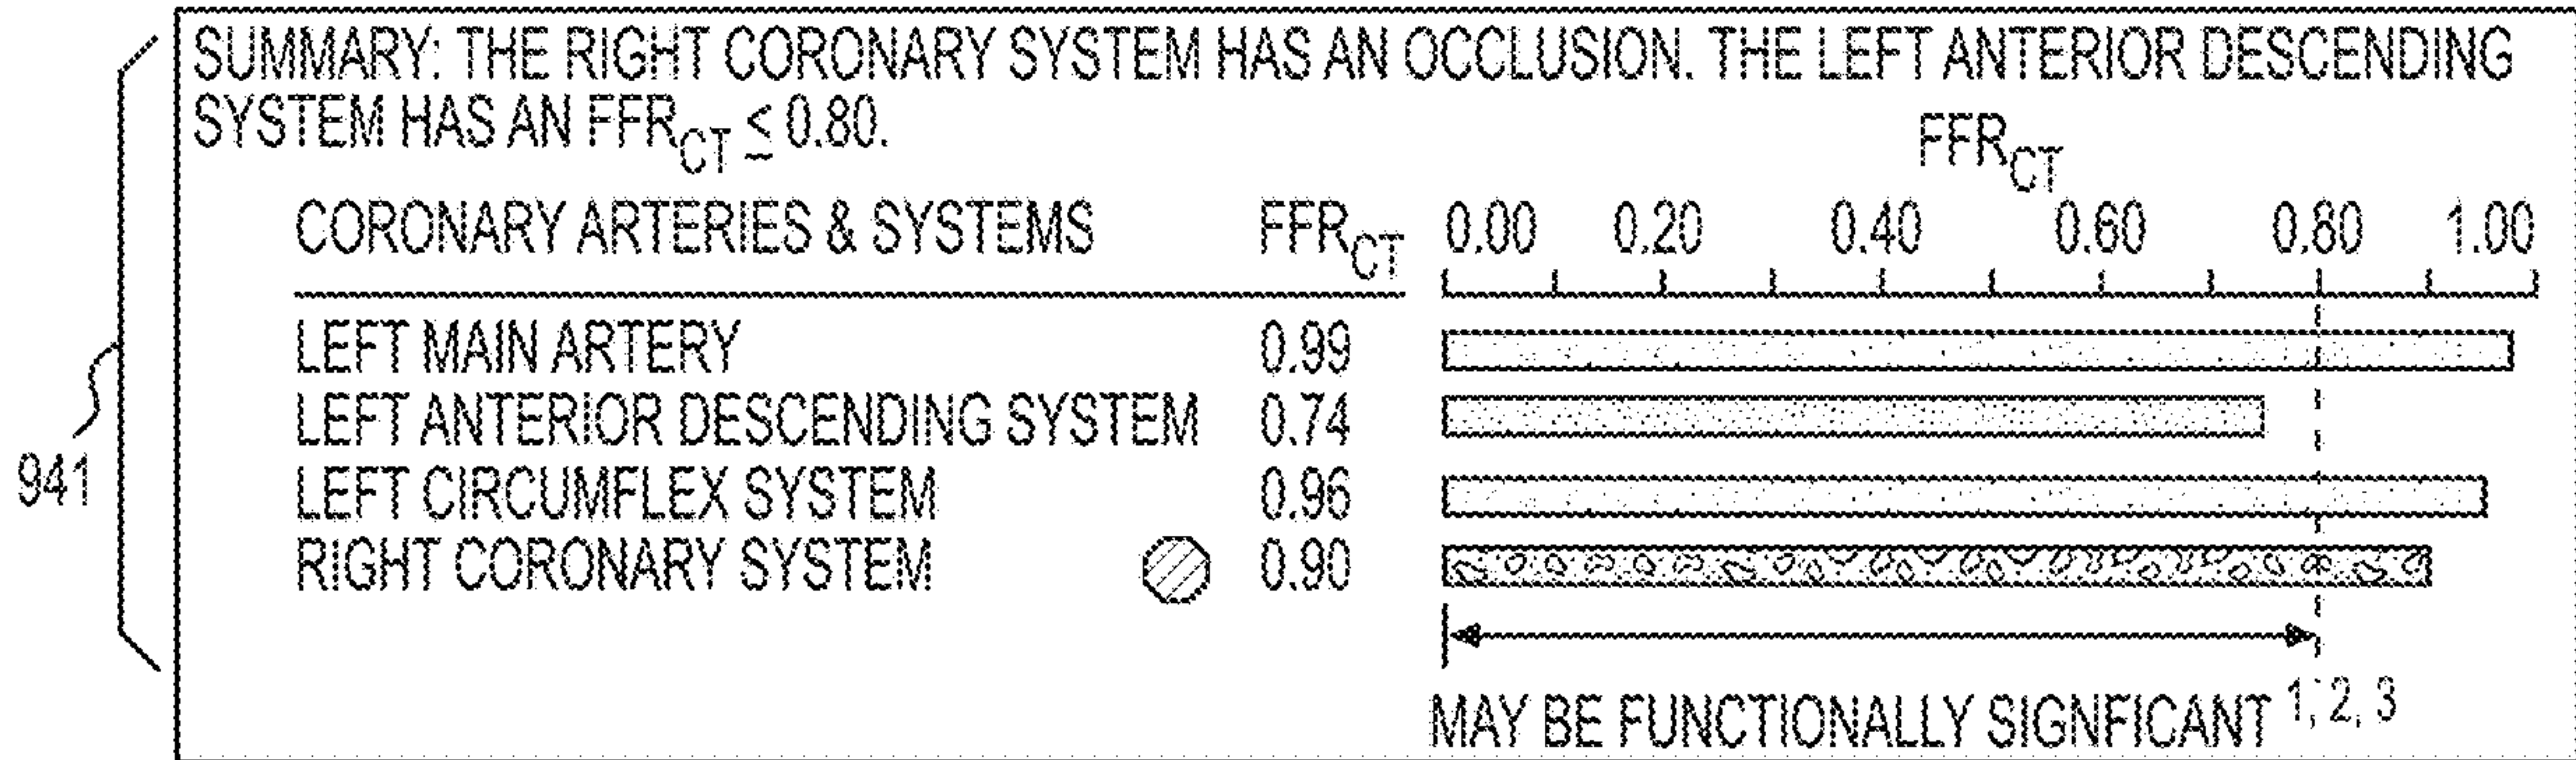 SUMMARY: THE RIGHT CORONARY SYSTEM HAS AN OCCLUSION. THE LEFT ANTERIOR DESCENDING
SYSTEM HAS AN FFRCT ≤ 0.80.
FFRCT
CORONARY ARTERIES & SYSTEMS FFRCT 0.00 0.20 0.40 0.60 0.80 1.00
LEFT MAIN ARTERY 0.99
LEFT ANTERIOR DESCENDING SYSTEM 0.74
941
LEFT CIRCUMFLEX SYSTEM 0.96
RIGHT CORONARY SYSTEM 0.90
MAY BE FUNCTIONALLY SIGNFICANT 1, 2, 3